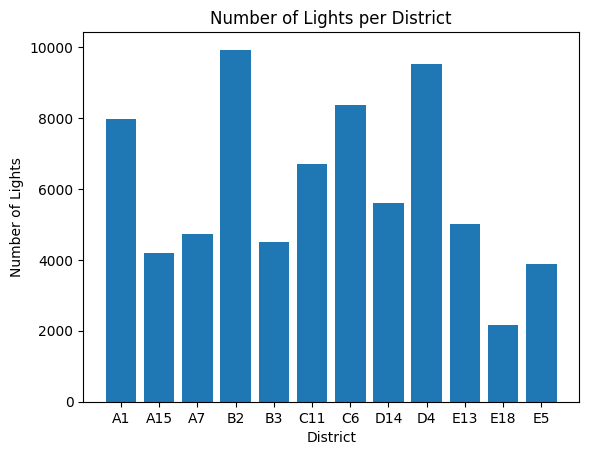 Number of Lights per District
Number of Lights
10000
8000
6000
4000
2000
0
A1 A15 A7 B2 B3 C11 C6 D14 D4 E13 E18 E5
District